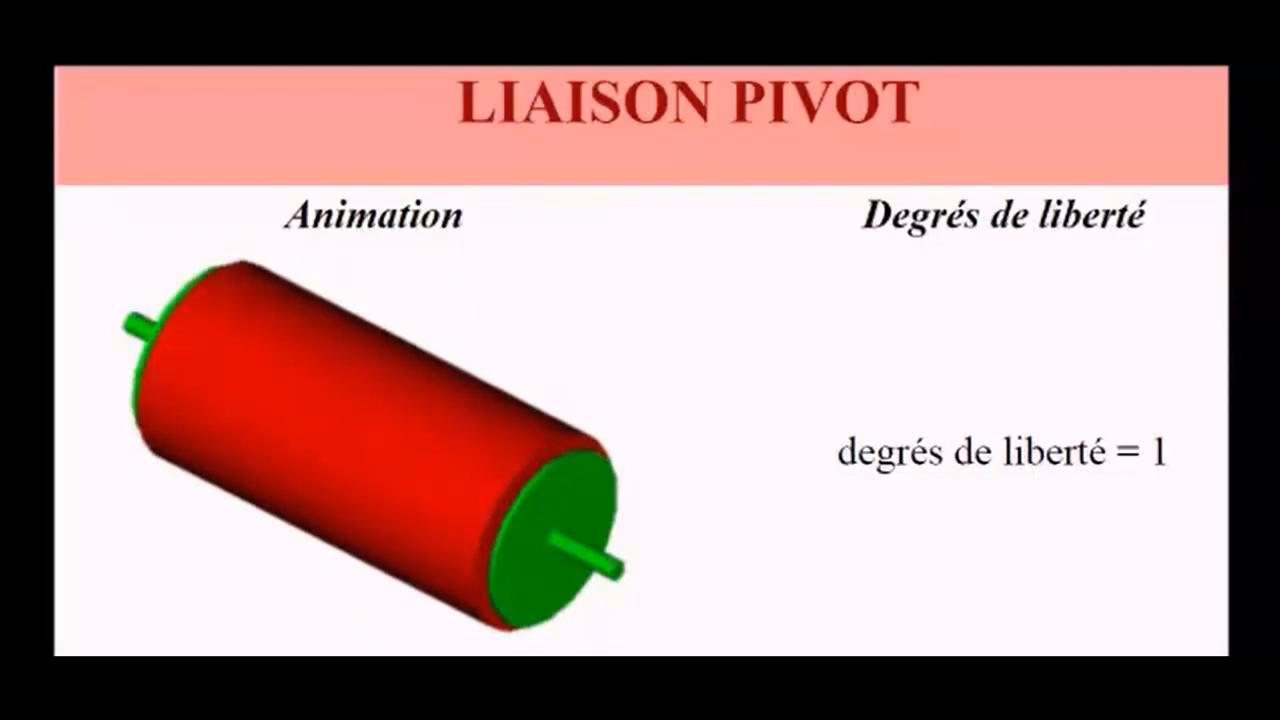 LIAISON PIVOT
Animation
Degrés de liberté
degrés de liberté = 1